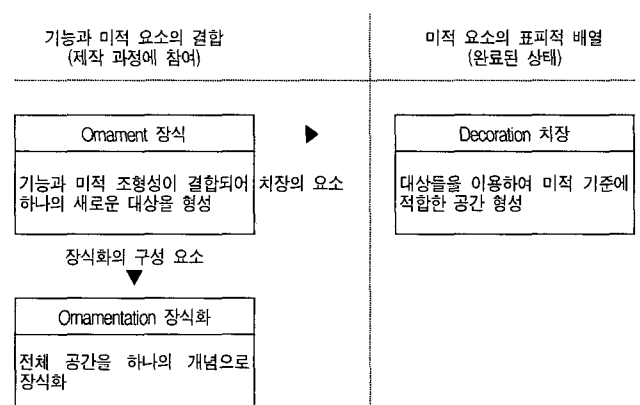 기능과 미적 요소의 결합
(제작 과정에 참여)
미적 요소의 표피적 배열
(완료된 상태)
Ornament 장식
기능과 미적 조형성이 결합되어
하나의 새로운 대상을 형성
치장의 요소
Decoration 치장
대상들을 이용하여 미적 기준에
적합한 공간 형성
장식화의 구성 요소
Ornamentation 장식화
전체 공간을 하나의 개념으로
장식화